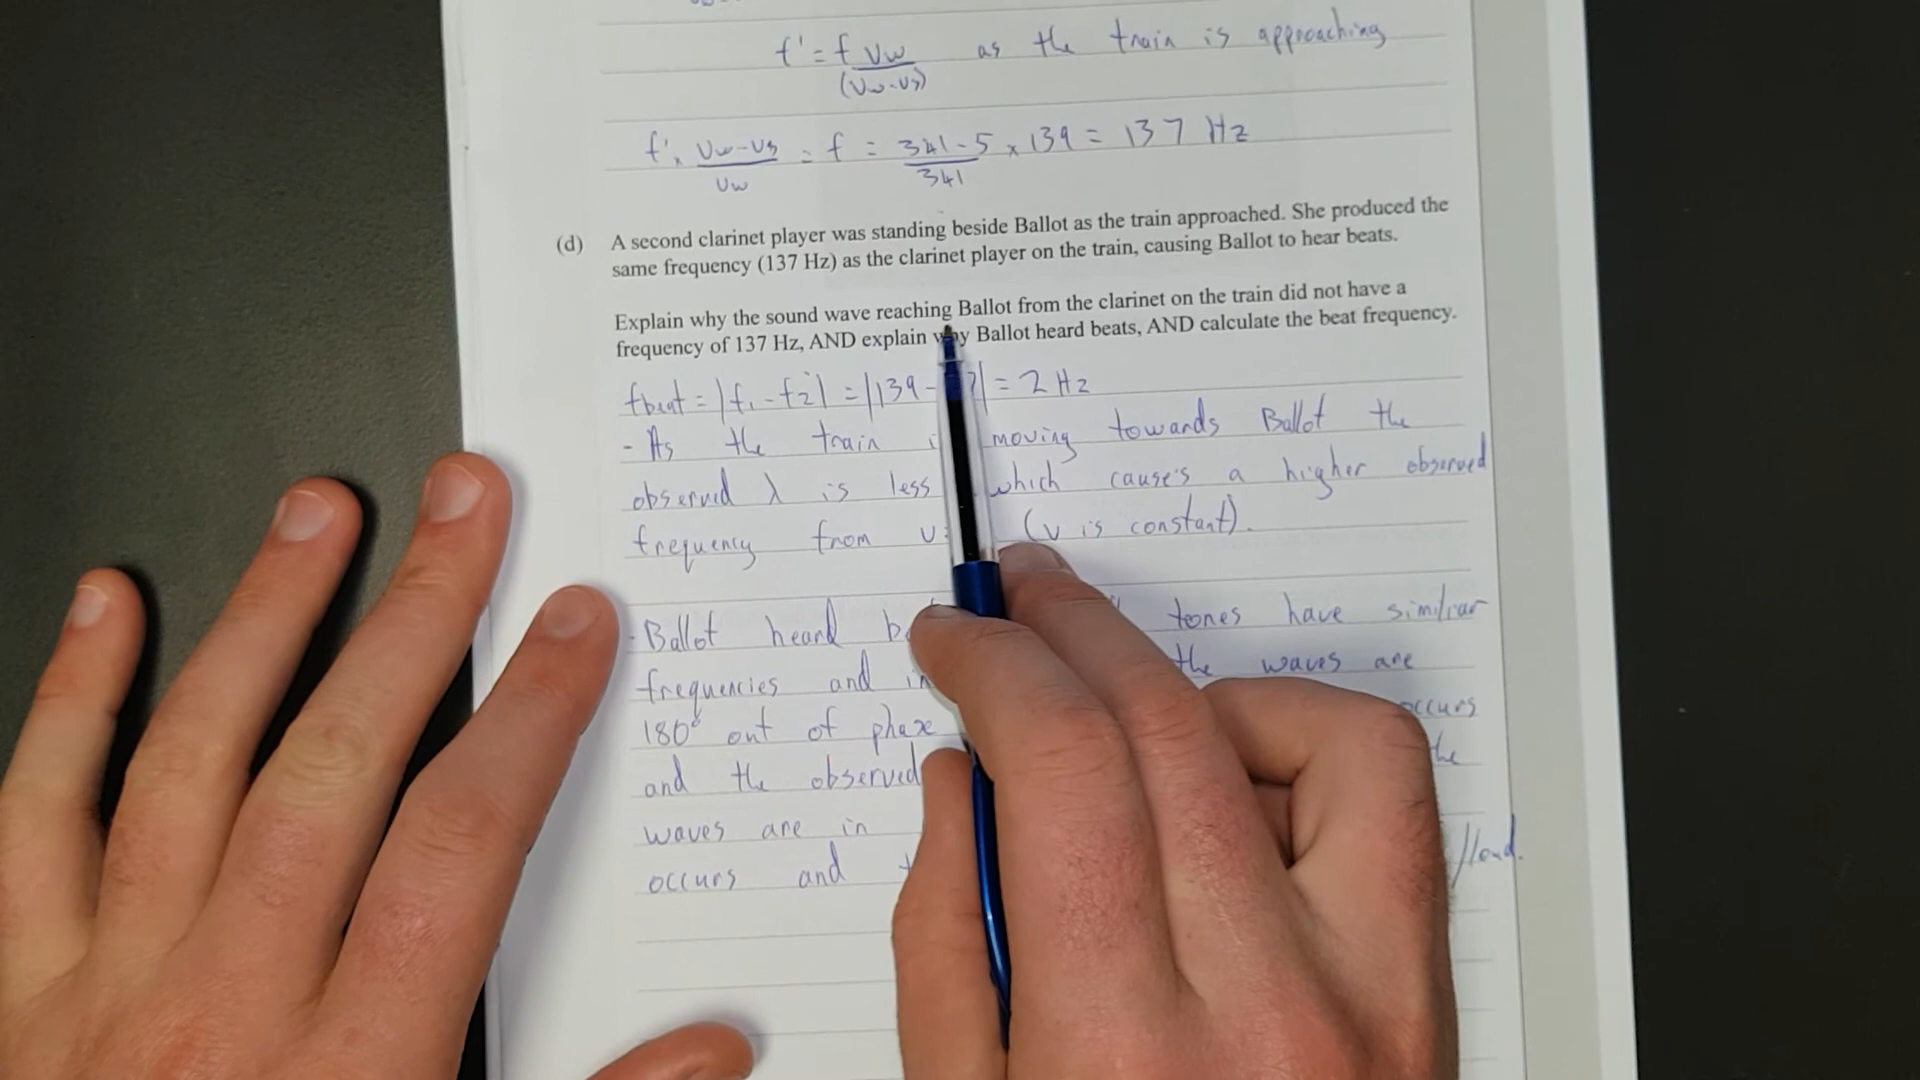 f' = f Vw as the train is approaching
(Vw-Vs)
f' × Vw-Vs = f = 341-5 × 139 = 137 Hz
Vw 341
(d) A second clarinet player was standing beside Ballot as the train approached. She produced the
same frequency (137 Hz) as the clarinet player on the train, causing Ballot to hear beats.
Explain why the sound wave reaching Ballot from the clarinet on the train did not have a
frequency of 137 Hz, AND explain why Ballot heard beats, AND calculate the beat frequency.
fbeat = |f1 - f2| = |139 - 7| = 2 Hz
- As the train moving towards Ballot the
observed λ is less which cause's a higher observed
frequency from v= (v is constant).
- Ballot heard tones have similiar
frequencies and the waves are
180° out of phase occurs
and the observed the
waves are in
occurs and /loud.